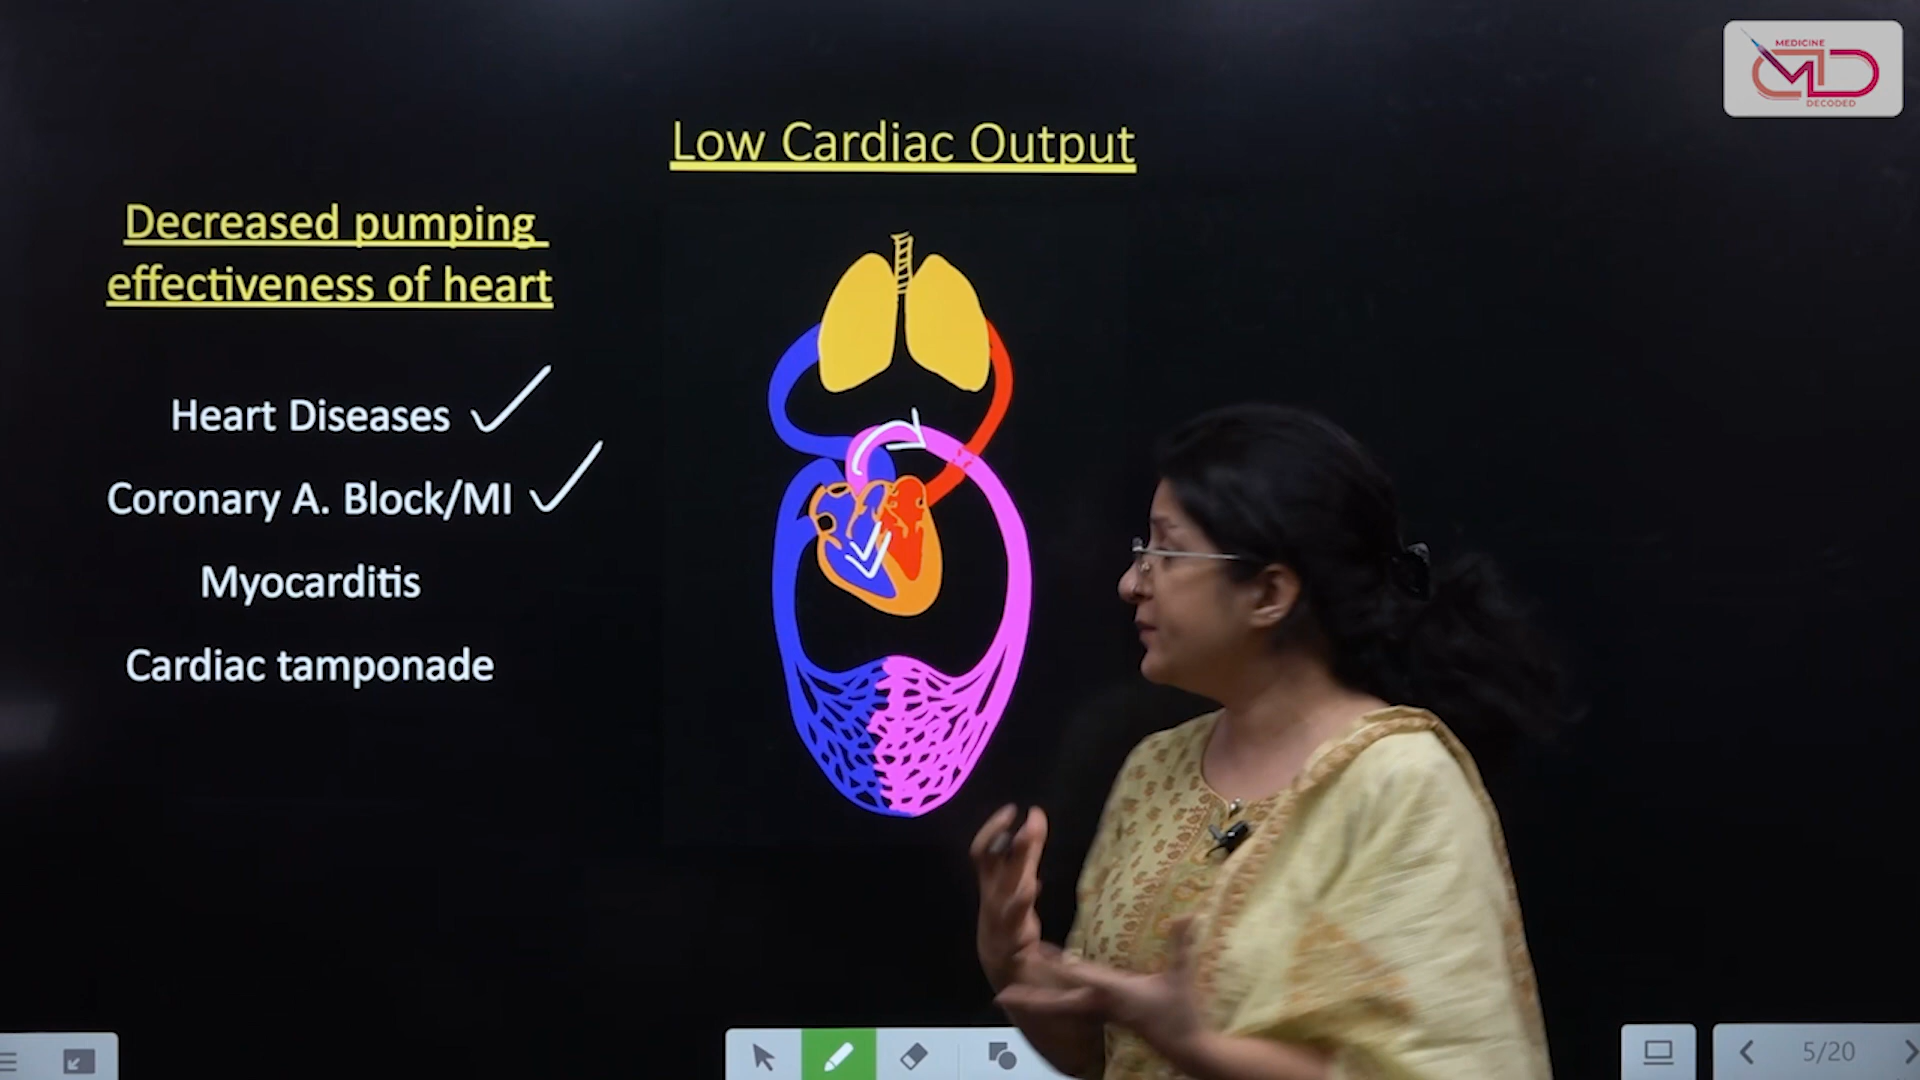 MEDICINE
MD
DECODED
Low Cardiac Output
Decreased pumping
effectiveness of heart
Heart Diseases
Coronary A. Block/MI
Myocarditis
Cardiac tamponade
5/20